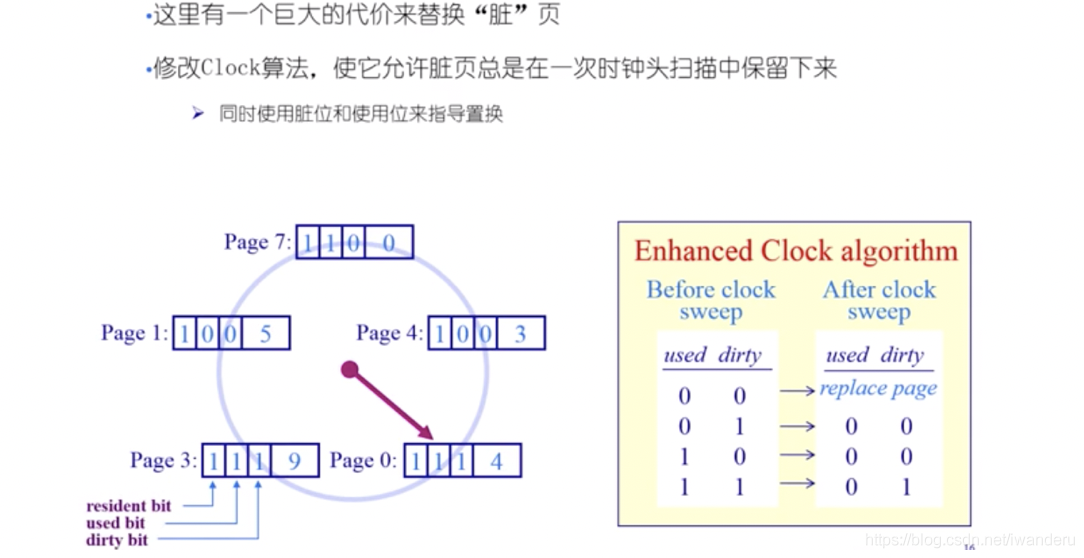 •这里有一个巨大的代价来替换“脏”页
•修改Clock算法，使它允许脏页总是在一次时钟头扫描中保留下来
➢ 同时使用脏位和使用位来指导置换
Page 7: 1 1 0 0
Page 1: 1 0 0 5
Page 4: 1 0 0 3
Page 3: 1 1 1 9
Page 0: 1 1 1 4
resident bit
used bit
dirty bit
Enhanced Clock algorithm
Before clock sweep After clock sweep
used dirty used dirty
0 0 → replace page
0 1 → 0 0
1 0 → 0 0
1 1 → 0 1
16
https://blog.csdn.net/iwanderu